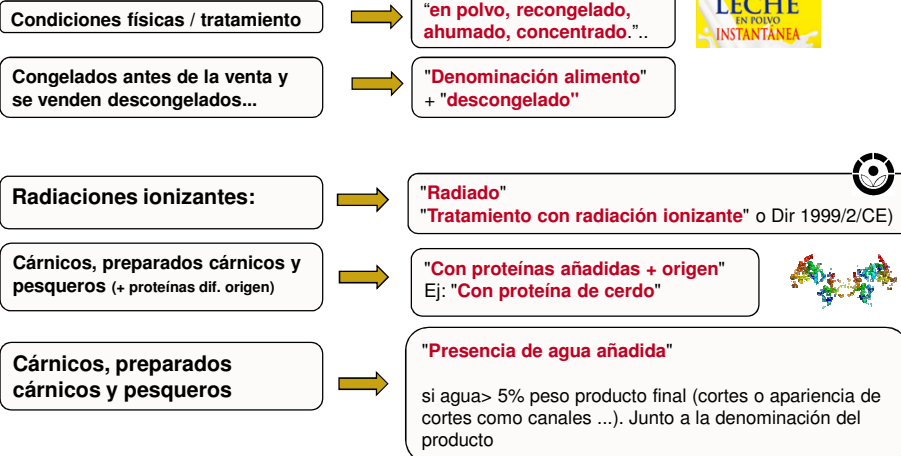 Condiciones físicas / tratamiento
“en polvo, recongelado,
ahumado, concentrado.”..
LECHE
EN POLVO
INSTANTÁNEA
Congelados antes de la venta y
se venden descongelados...
"Denominación alimento"
+ "descongelado"
Radiaciones ionizantes:
"Radiado"
"Tratamiento con radiación ionizante" o Dir 1999/2/CE)
Cárnicos, preparados cárnicos y
pesqueros (+ proteínas dif. origen)
"Con proteínas añadidas + origen"
Ej: "Con proteína de cerdo"
Cárnicos, preparados
cárnicos y pesqueros
"Presencia de agua añadida"
si agua> 5% peso producto final (cortes o apariencia de
cortes como canales ...). Junto a la denominación del
producto